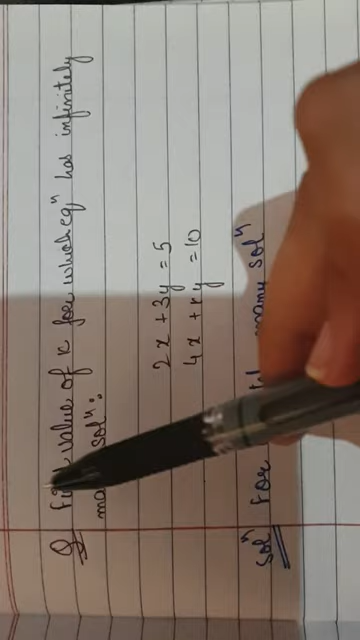 Q Find value of k for which eqⁿ has infinitely
many solⁿ:
2x + 3y = 5
4x + ky = 10
Solⁿ For many solⁿ